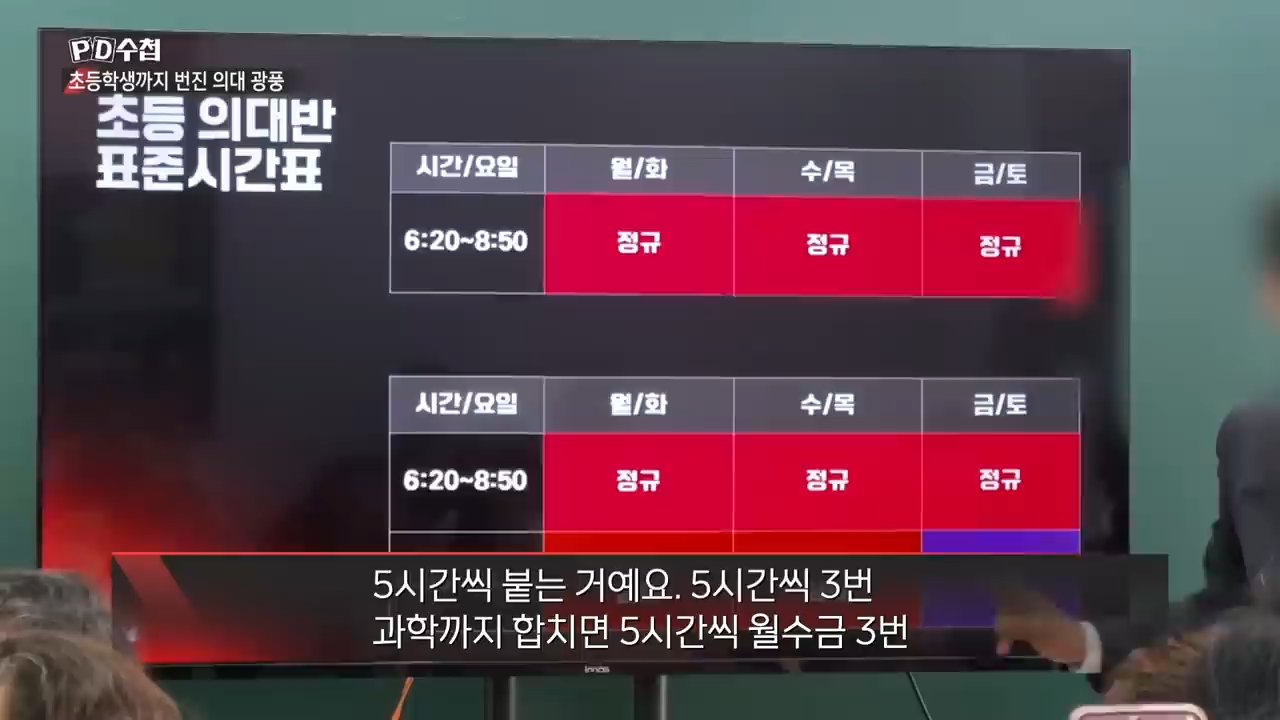 PD수첩
초등학생까지 번진 의대 광풍
초등 의대반
표준시간표
시간/요일 월/화 수/목 금/토
6:20~8:50 정규 정규 정규
시간/요일 월/화 수/목 금/토
6:20~8:50 정규 정규 정규
5시간씩 붙는 거예요. 5시간씩 3번
과학까지 합치면 5시간씩 월수금 3번
innos